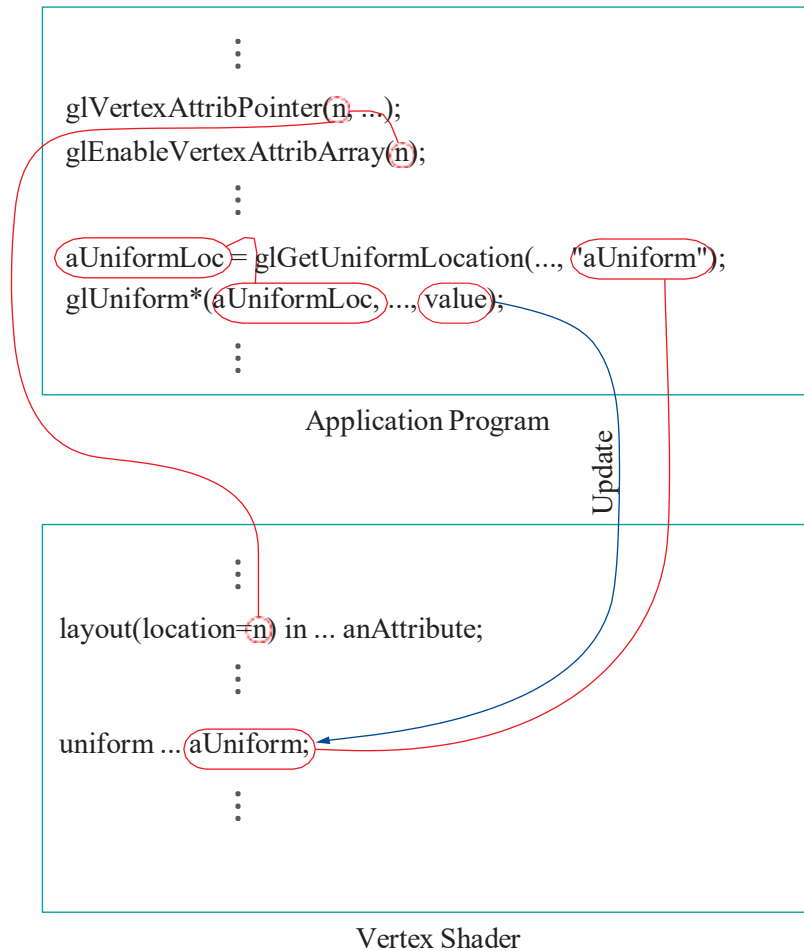 glVertexAttribPointer(n, ...);
glEnableVertexAttribArray(n);
aUniformLoc = glGetUniformLocation(..., "aUniform");
glUniform*(aUniformLoc, ..., value);
Application Program
Update
layout(location=n) in ... anAttribute;
uniform ... aUniform;
Vertex Shader